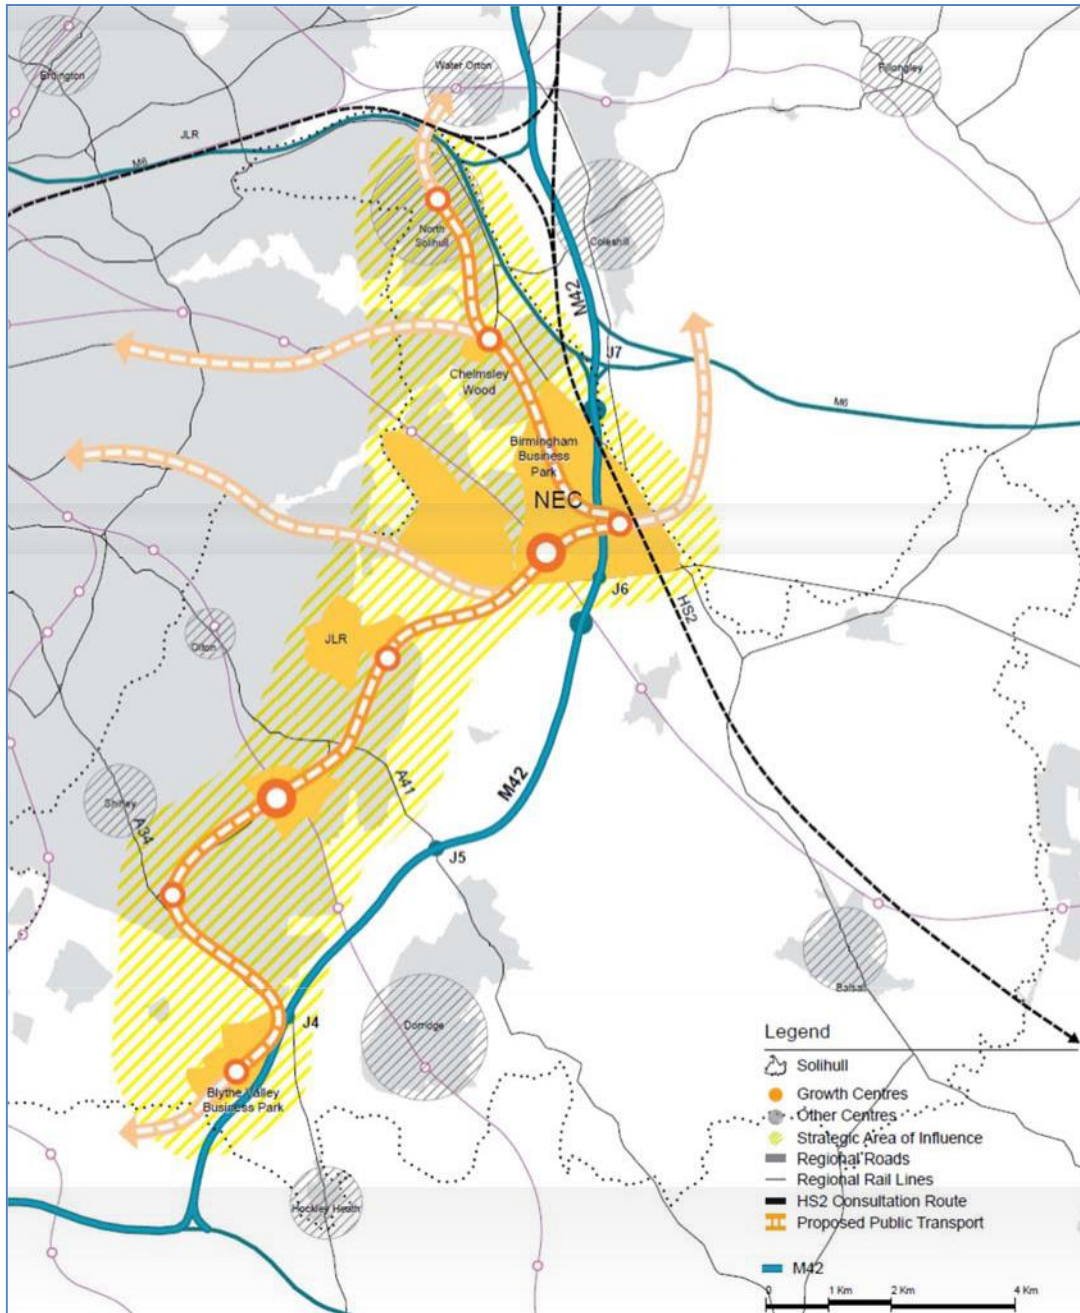 Erdington
Water Orton
Fillongley
JLR
M6
North
Solihull
Coleshill
M42
J7
Chelmsley
Wood
M6
Birmingham
Business
Park
NEC
J6
HS2
JLR
Olton
A41
M42
Shirley
A34
J5
Balsal
J4
Dorridge
Blythe Valley
Business Park
Hockley Heath
Legend
Solihull
Growth Centres
Other Centres
Strategic Area of Influence
Regional Roads
Regional Rail Lines
HS2 Consultation Route
Proposed Public Transport
M42
0 1 Km 2 Km 4 Km